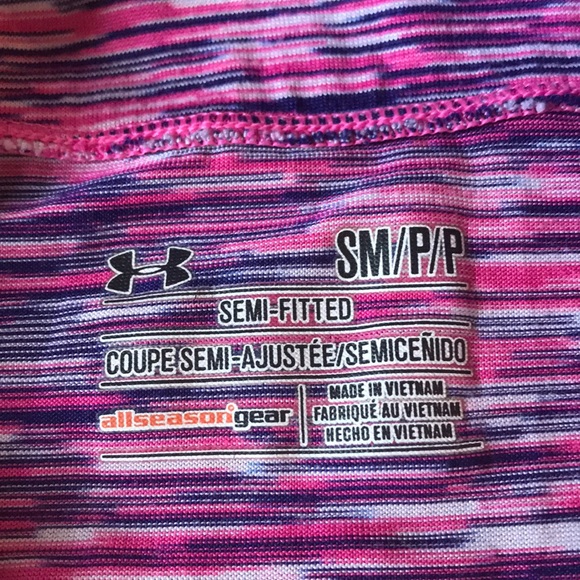 SM/P/P
SEMI-FITTED
COUPE SEMI-AJUSTÉE/SEMICEÑIDO
allseasongear
MADE IN VIETNAM
FABRIQUÉ AU VIETNAM
HECHO EN VIETNAM